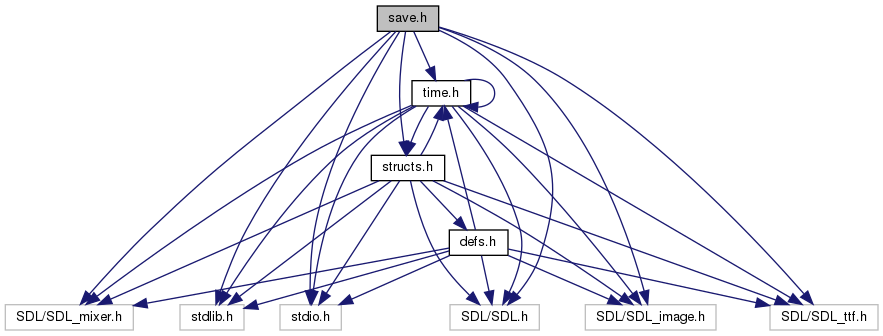 save.h
time.h
structs.h
defs.h
SDL/SDL_mixer.h
stdlib.h
stdio.h
SDL/SDL.h
SDL/SDL_image.h
SDL/SDL_ttf.h